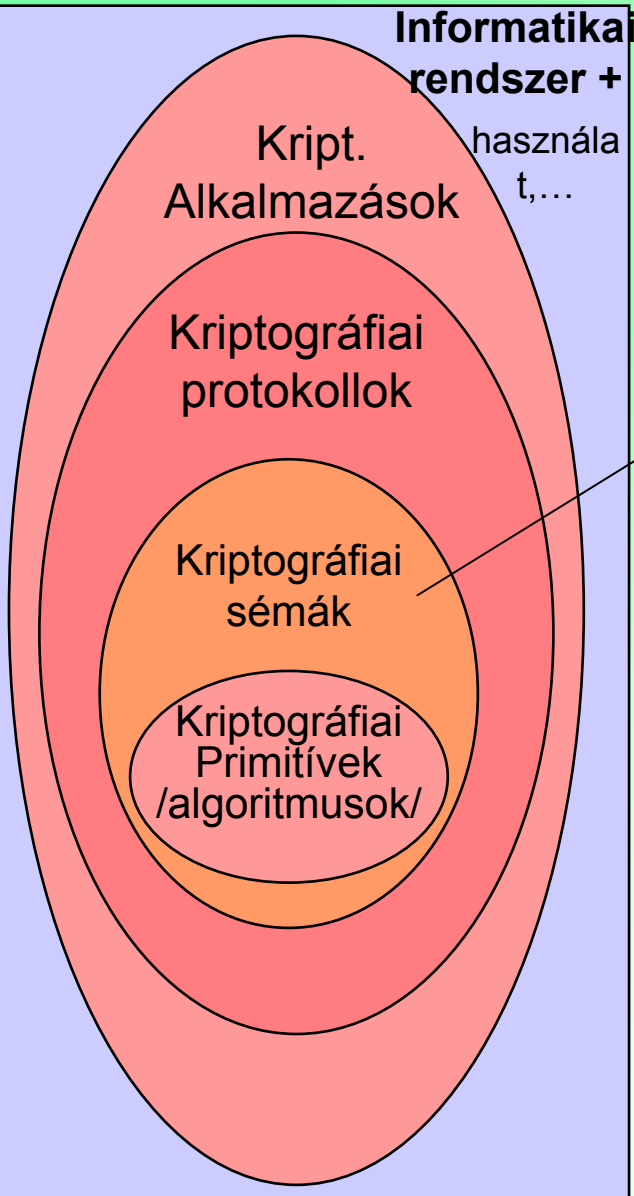 Informatikai
rendszer +
használa
t,…
Kript.
Alkalmazások
Kriptográfiai
protokollok
Kriptográfiai
sémák
Kriptográfiai
Primitívek
/algoritmusok/